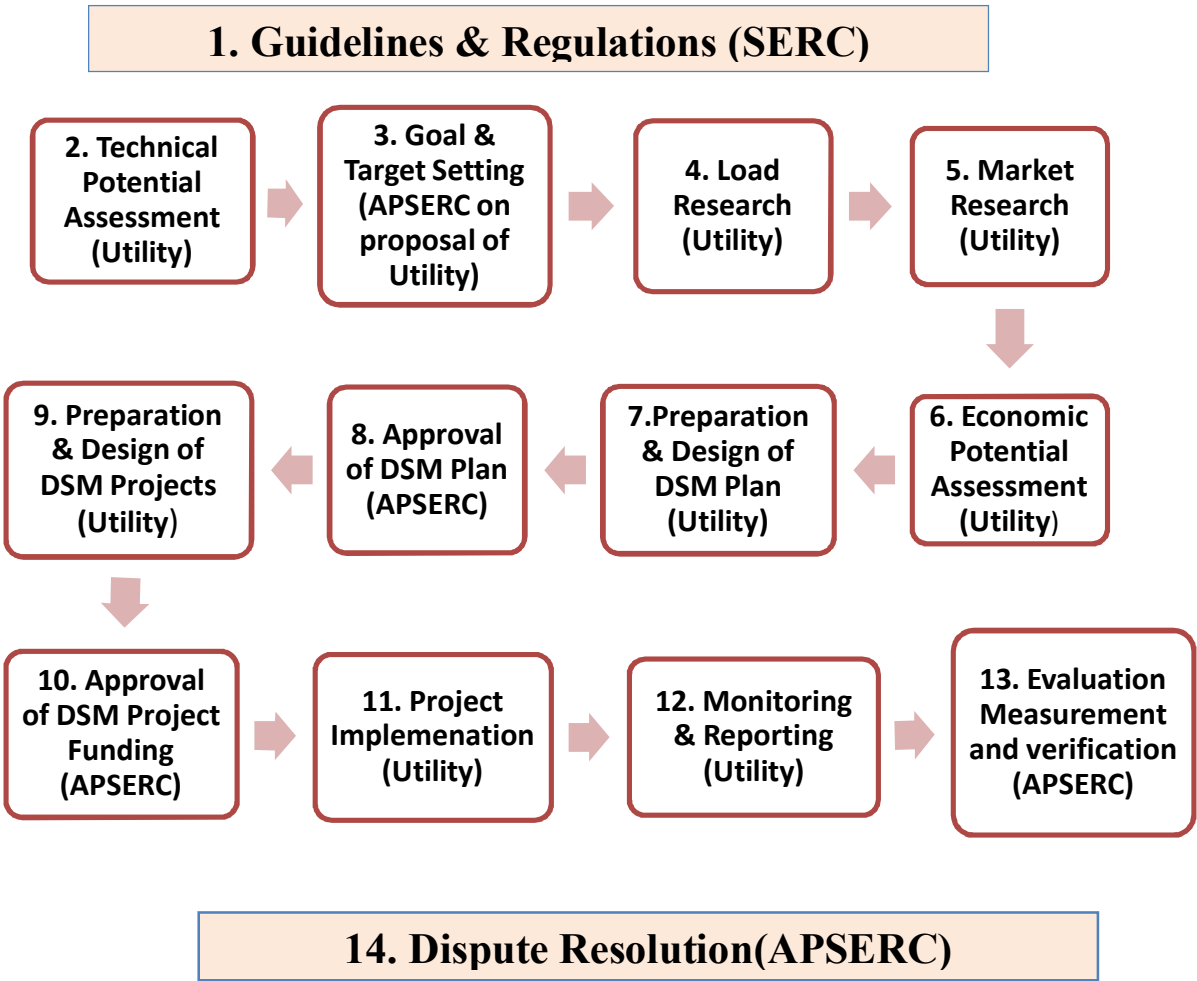 1. Guidelines & Regulations (SERC)
2. Technical
Potential
Assessment
(Utility)
3. Goal &
Target Setting
(APSERC on
proposal of
Utility)
4. Load
Research
(Utility)
5. Market
Research
(Utility)
6. Economic
Potential
Assessment
(Utility)
7.Preparation
& Design of
DSM Plan
(Utility)
8. Approval
of DSM Plan
(APSERC)
9. Preparation
& Design of
DSM Projects
(Utility)
10. Approval
of DSM Project
Funding
(APSERC)
11. Project
Implemenation
(Utility)
12. Monitoring
& Reporting
(Utility)
13. Evaluation
Measurement
and verification
(APSERC)
14. Dispute Resolution(APSERC)